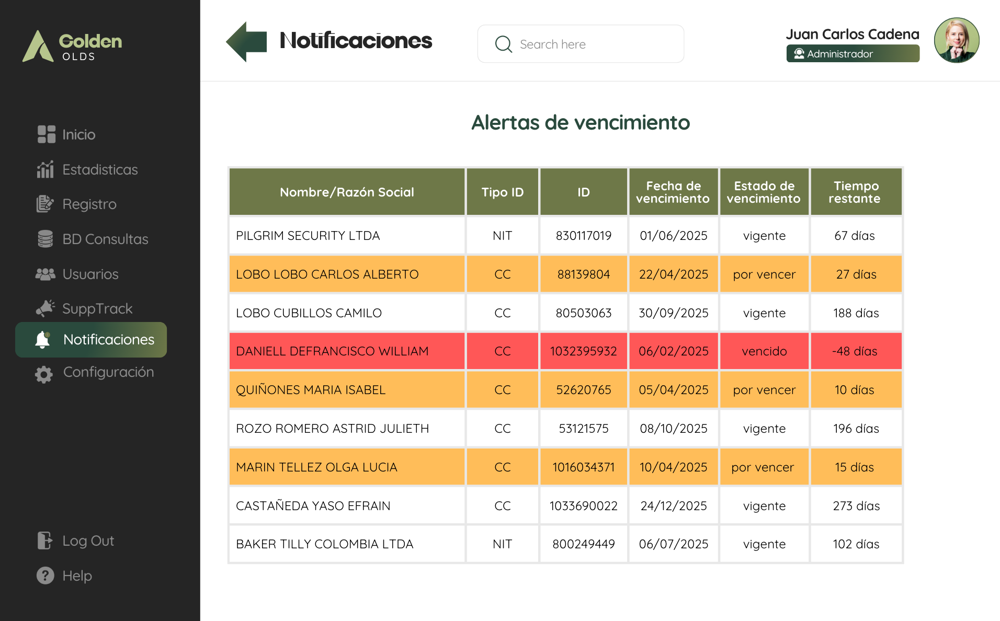 Golden
OLDS
Inicio
Estadisticas
Registro
BD Consultas
Usuarios
SuppTrack
Notificaciones
Configuración
Log Out
Help
Notificaciones
Search here
Juan Carlos Cadena
Administrador
Alertas de vencimiento
Nombre/Razón Social Tipo ID ID Fecha de vencimiento Estado de vencimiento Tiempo restante
PILGRIM SECURITY LTDA NIT 830117019 01/06/2025 vigente 67 días
LOBO LOBO CARLOS ALBERTO CC 88139804 22/04/2025 por vencer 27 días
LOBO CUBILLOS CAMILO CC 80503063 30/09/2025 vigente 188 días
DANIELL DEFRANCISCO WILLIAM CC 1032395932 06/02/2025 vencido -48 días
QUIÑONES MARIA ISABEL CC 52620765 05/04/2025 por vencer 10 días
ROZO ROMERO ASTRID JULIETH CC 53121575 08/10/2025 vigente 196 días
MARIN TELLEZ OLGA LUCIA CC 1016034371 10/04/2025 por vencer 15 días
CASTAÑEDA YASO EFRAIN CC 1033690022 24/12/2025 vigente 273 días
BAKER TILLY COLOMBIA LTDA NIT 800249449 06/07/2025 vigente 102 días